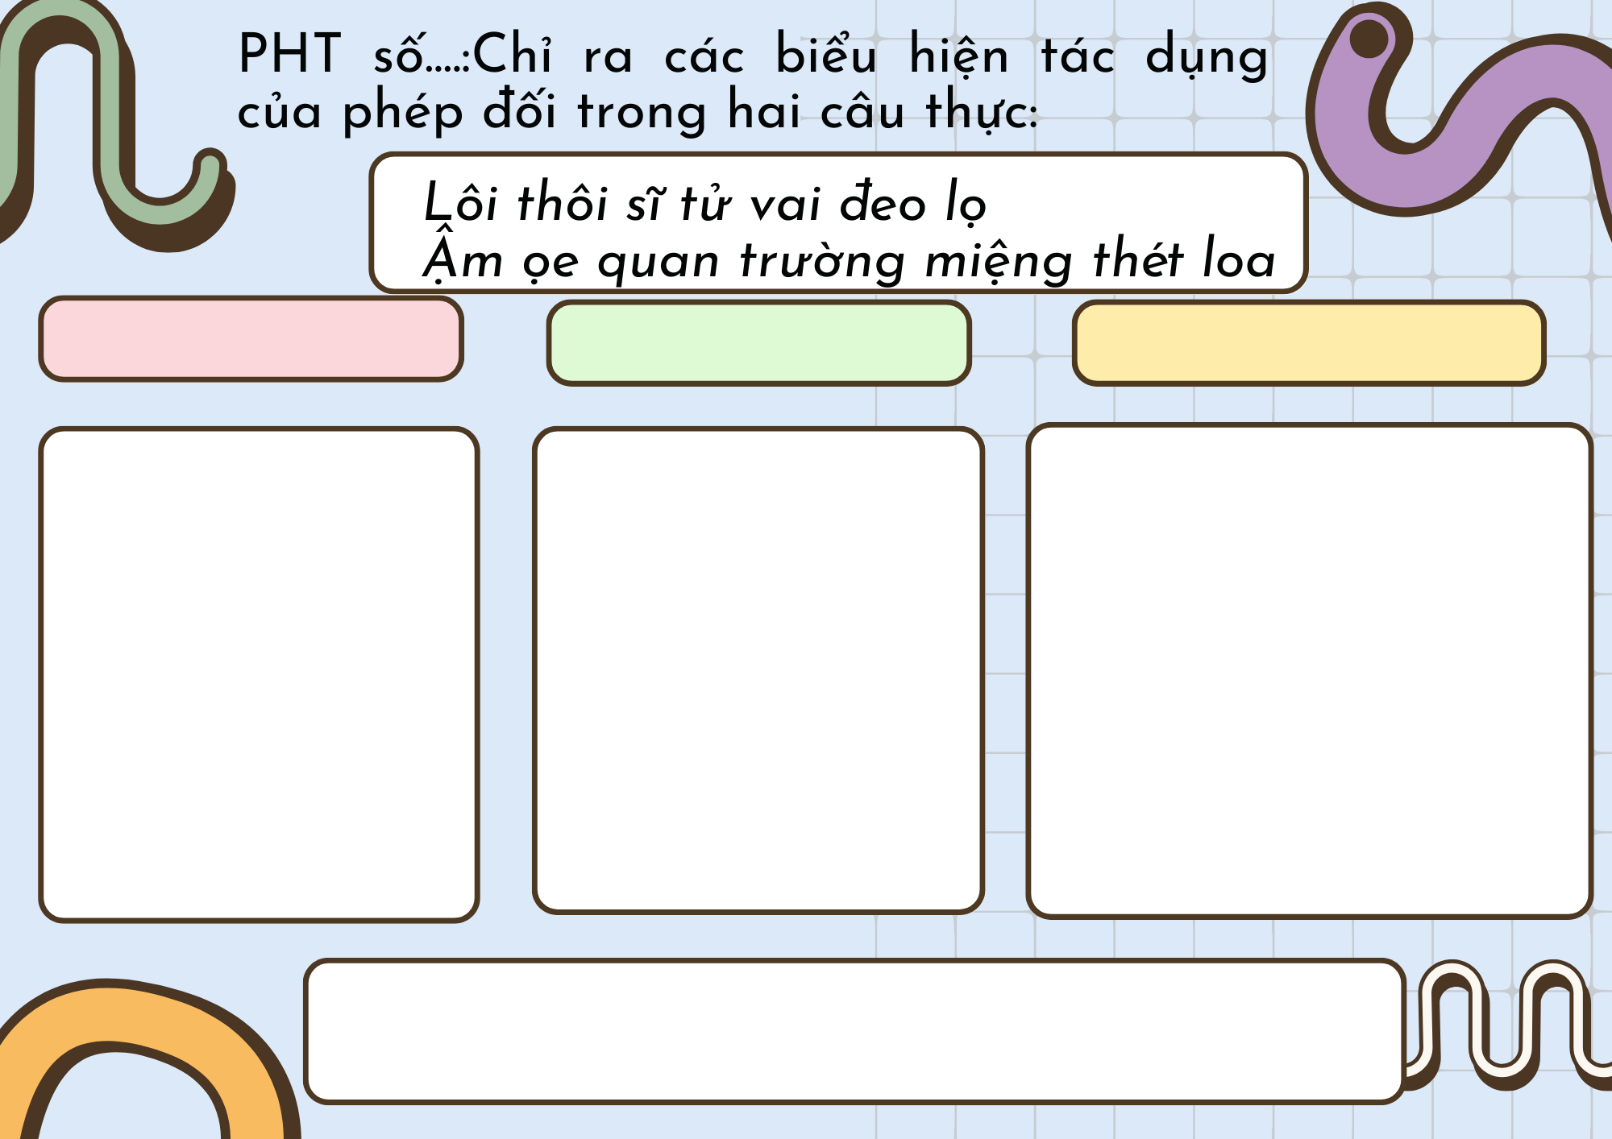 PHT số....:Chỉ ra các biểu hiện tác dụng
của phép đối trong hai câu thực:
Lôi thôi sĩ tử vai đeo lọ
Ậm ọe quan trường miệng thét loa